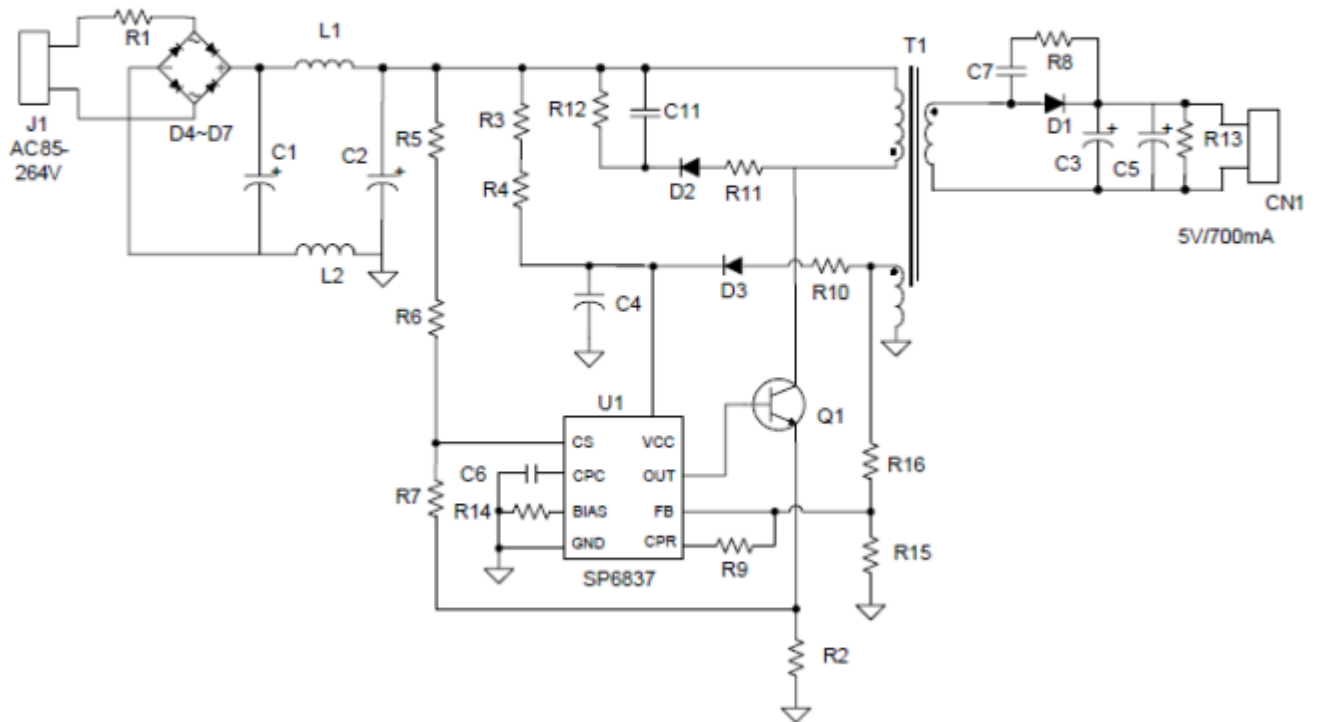 R1
L1
T1
C7
R8
J1
AC85-
264V
D4~D7
C1
C2
R5
R3
R12
C11
R4
D2
R11
D1
C3
C5
R13
CN1
5V/700mA
L2
R6
C4
D3
R10
U1
Q1
CS
VCC
C6
CPC
OUT
R16
R7
R14
BIAS
FB
GND
CPR
R9
R15
SP6837
R2